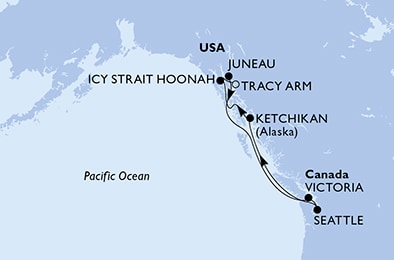 USA
JUNEAU
ICY STRAIT HOONAH
TRACY ARM
KETCHIKAN
(Alaska)
Pacific Ocean
Canada
VICTORIA
SEATTLE